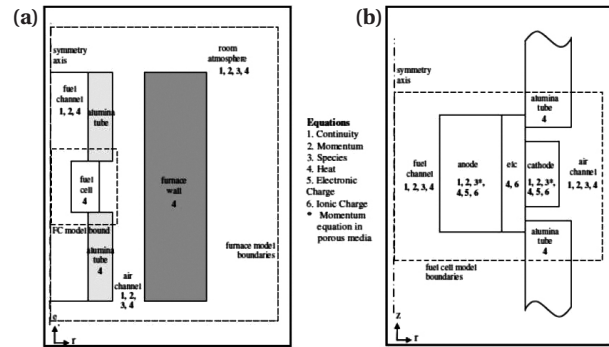 (a)
symmetry
axis
room
atmosphere
1, 2, 3, 4
fuel
channel
1, 2, 4
alumina
tube
fuel
cell
4
furnace
wall
4
FC model bound
alumina
tube
4
air
channel
1, 2,
3, 4
furnace model
boundaries
r
Equations
1. Continuity
2. Momentum
3. Species
4. Heat
5. Electronic
Charge
6. Ionic Charge
* Momentum
equation in
porous media
(b)
symmetry
axis
alumina
tube
4
fuel
channel
1, 2, 3, 4
anode
1, 2, 3*,
4, 5, 6
etc
4, 6
cathode
1, 2, 3*,
4, 5, 6
air
channel
1, 2, 3, 4
alumina
tube
4
fuel cell model
boundaries
z
r